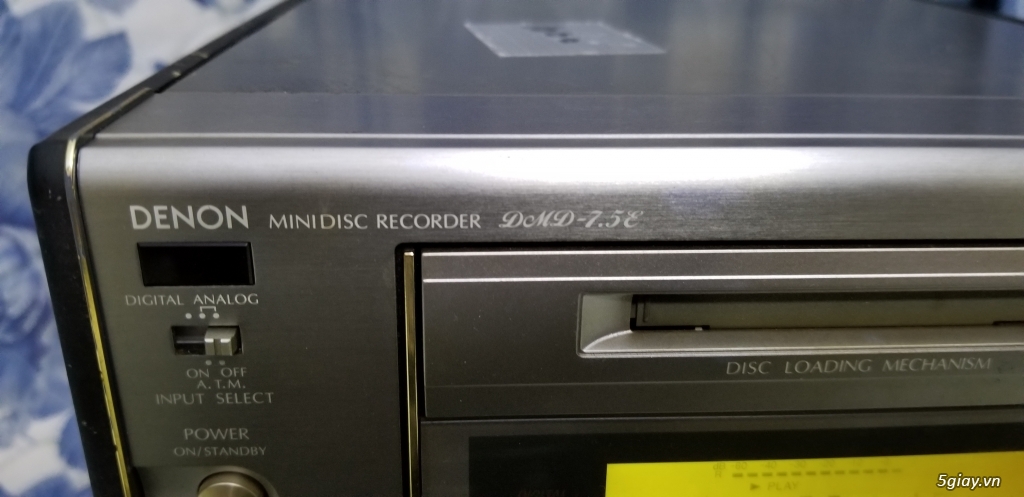 DENON MINIDISC RECORDER DMD-7.5E
DIGITAL ANALOG
ON OFF
A.T.M.
INPUT SELECT
POWER
ON/STANDBY
DISC LOADING MECHANISM
▶ PLAY
5giay.vn